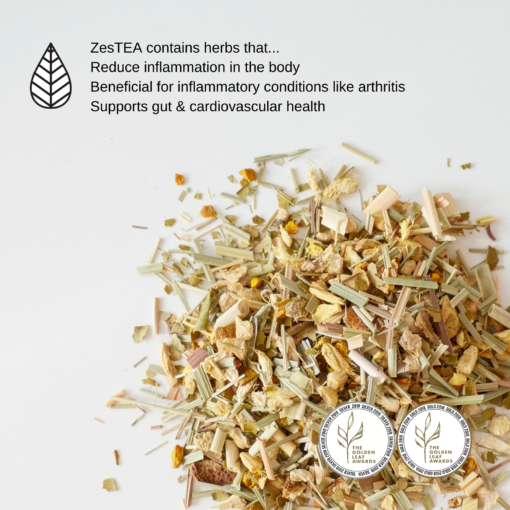 ZesTEA contains herbs that...
Reduce inflammation in the body
Beneficial for inflammatory conditions like arthritis
Supports gut & cardiovascular health
THE
GOLDEN
LEAF
AWARDS
THE
GOLDEN
LEAF
AWARDS